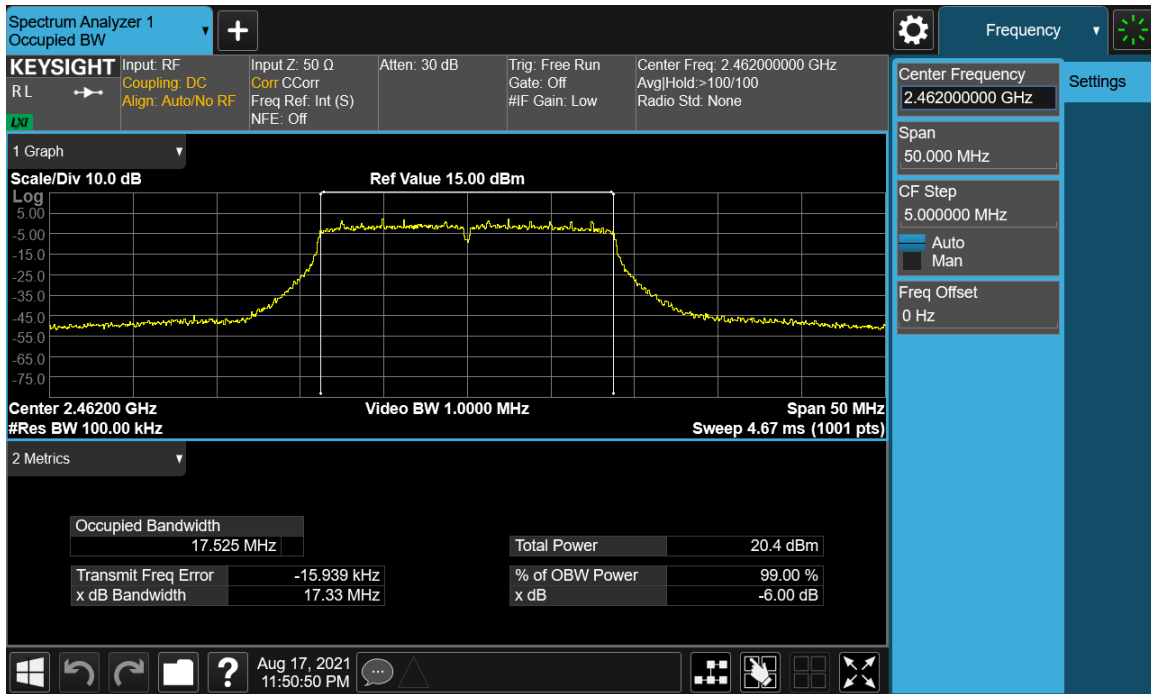 Spectrum Analyzer 1
Occupied BW
+
Frequency
KEYSIGHT
RL
LXI
Input: RF
Coupling: DC
Align: Auto/No RF
Input Z: 50 Ω
Corr CCorr
Freq Ref: Int (S)
NFE: Off
Atten: 30 dB
Trig: Free Run
Gate: Off
#IF Gain: Low
Center Freq: 2.462000000 GHz
Avg|Hold:>100/100
Radio Std: None
Center Frequency
2.462000000 GHz
Settings
Span
50.000 MHz
CF Step
5.000000 MHz
Auto
Man
Freq Offset
0 Hz
1 Graph
Scale/Div 10.0 dB
Ref Value 15.00 dBm
Log
5.00
-5.00
-15.0
-25.0
-35.0
-45.0
-55.0
-65.0
-75.0
Center 2.46200 GHz
Video BW 1.0000 MHz
Span 50 MHz
#Res BW 100.00 kHz
Sweep 4.67 ms (1001 pts)
2 Metrics
Occupied Bandwidth
17.525 MHz
Total Power 20.4 dBm
Transmit Freq Error -15.939 kHz
% of OBW Power 99.00 %
x dB Bandwidth 17.33 MHz
x dB -6.00 dB
?
Aug 17, 2021
11:50:50 PM